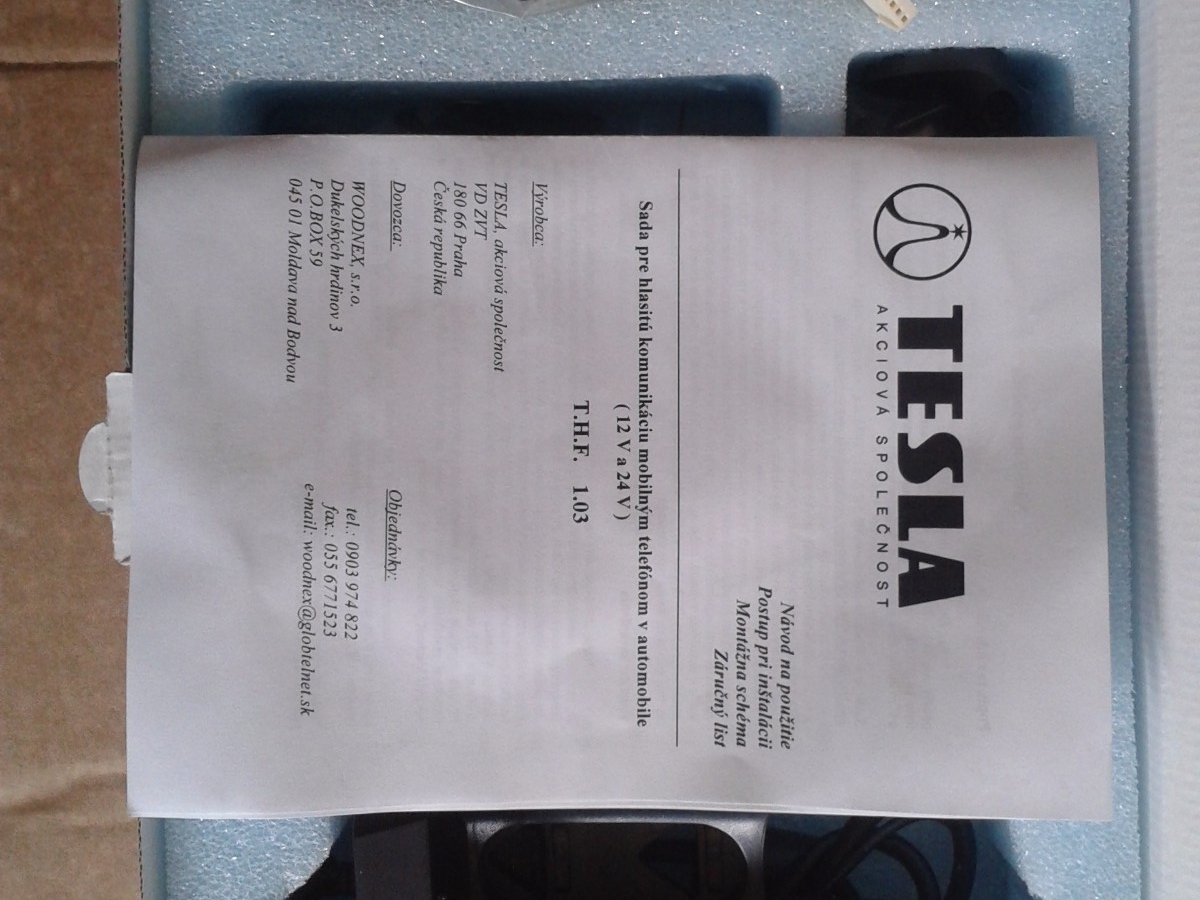 TESLA
AKCIOVÁ SPOLEČNOST
Návod na použitie
Postup pri inštalácii
Montážna schéma
Záručný list
Sada pre hlasitú komunikáciu mobilným telefónom v automobile
( 12 V a 24 V )
T.H.F. 1.03
Výrobca:
TESLA, akciová společnost
VD ZVT
180 66 Praha
Česká republika
Dovozca:
WOODNEX, s.r.o.
Dukelských hrdinov 3
P.O.BOX 59
045 01 Moldava nad Bodvou
Objednávky:
tel.: 0903 974 822
fax.: 055 6771523
e-mail: woodnex@globtelnet.sk